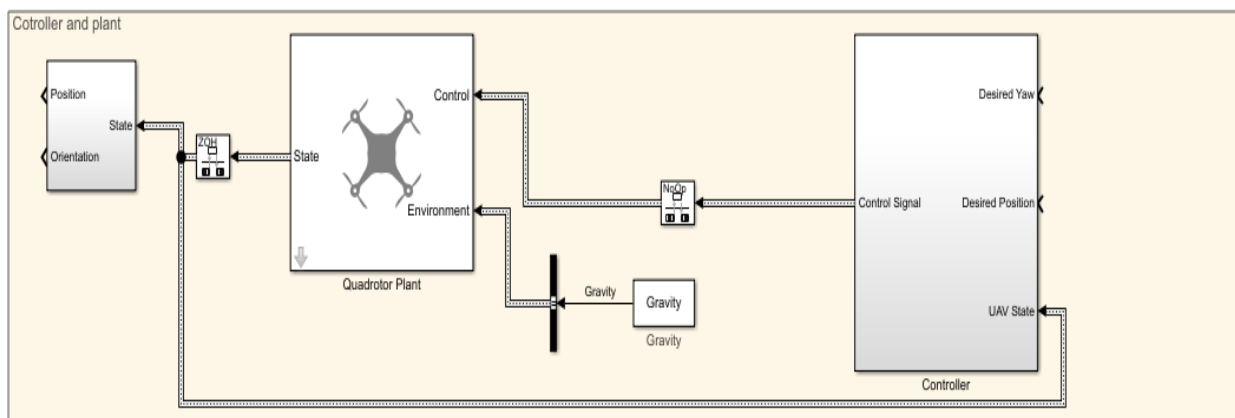 Cotroller and plant
Position
State
Orientation
ZOH
State
Control
Environment
Quadrotor Plant
Gravity
Gravity
Gravity
NoOp
Control Signal
Desired Yaw
Desired Position
UAV State
Controller